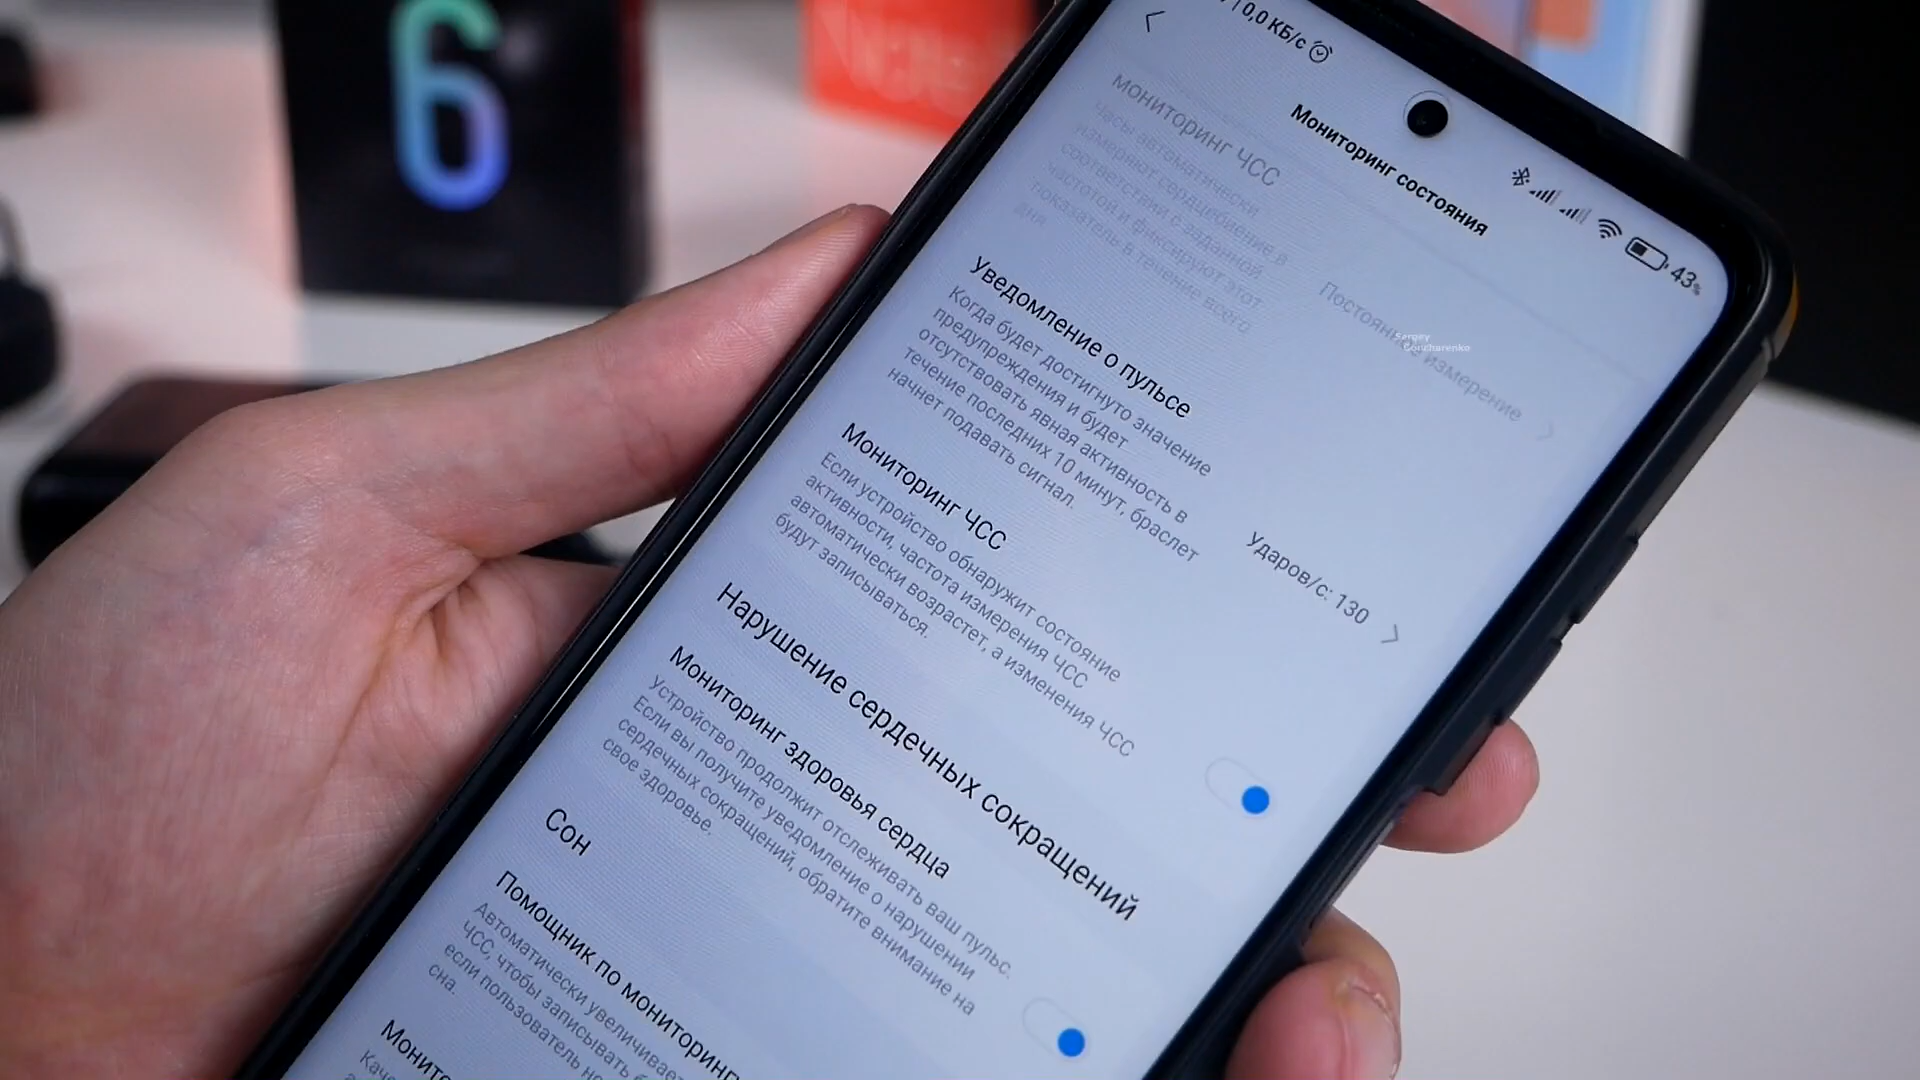 0,0 КБ/с
43%
Мониторинг состояния
мониторинг ЧСС
Часы автоматически
измеряют сердцебиение в
соответствии с заданной
частотой и фиксируют этот
показатель в течение всего
дня
Постоянное измерение
Sergey
Goncharenko
Уведомление о пульсе
Когда будет достигнуто значение
предупреждения и будет
отсутствовать явная активность в
течение последних 10 минут, браслет
начнет подавать сигнал.
Ударов/с: 130
Мониторинг ЧСС
Если устройство обнаружит состояние
активности, частота измерения ЧСС
автоматически возрастет, а изменения ЧСС
будут записываться.
Нарушение сердечных сокращений
Мониторинг здоровья сердца
Устройство продолжит отслеживать ваш пульс.
Если вы получите уведомление о нарушении
сердечных сокращений, обратите внимание на
свое здоровье.
Сон
Помощник по мониторингу
Автоматически увеличивает
ЧСС, чтобы записывать
если пользователь
сна.
6